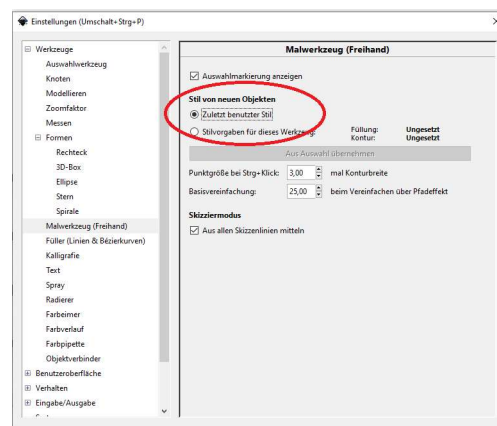 Einstellungen (Umschalt+Strg+P)
Werkzeuge
Auswahlwerkzeug
Knoten
Modellieren
Zoomfaktor
Messen
Formen
Rechteck
3D-Box
Ellipse
Stern
Spirale
Malwerkzeug (Freihand)
Füller (Linien & Bézierkurven)
Kalligrafie
Text
Spray
Radierer
Farbeimer
Farbverlauf
Farbpipette
Objektverbinder
Benutzeroberfläche
Verhalten
Eingabe/Ausgabe
Malwerkzeug (Freihand)
Auswahlmarkierung anzeigen
Stil von neuen Objekten
Zuletzt benutzter Stil
Stilvorgaben für dieses Werkzeug: Füllung: Ungesetzt
Kontur: Ungesetzt
Aus Auswahl übernehmen
Punktgröße bei Strg+Klick: 3,00 mal Konturbreite
Basisvereinfachung: 25,00 beim Vereinfachen über Pfadeffekt
Skizziermodus
Aus allen Skizzenlinien mitteln